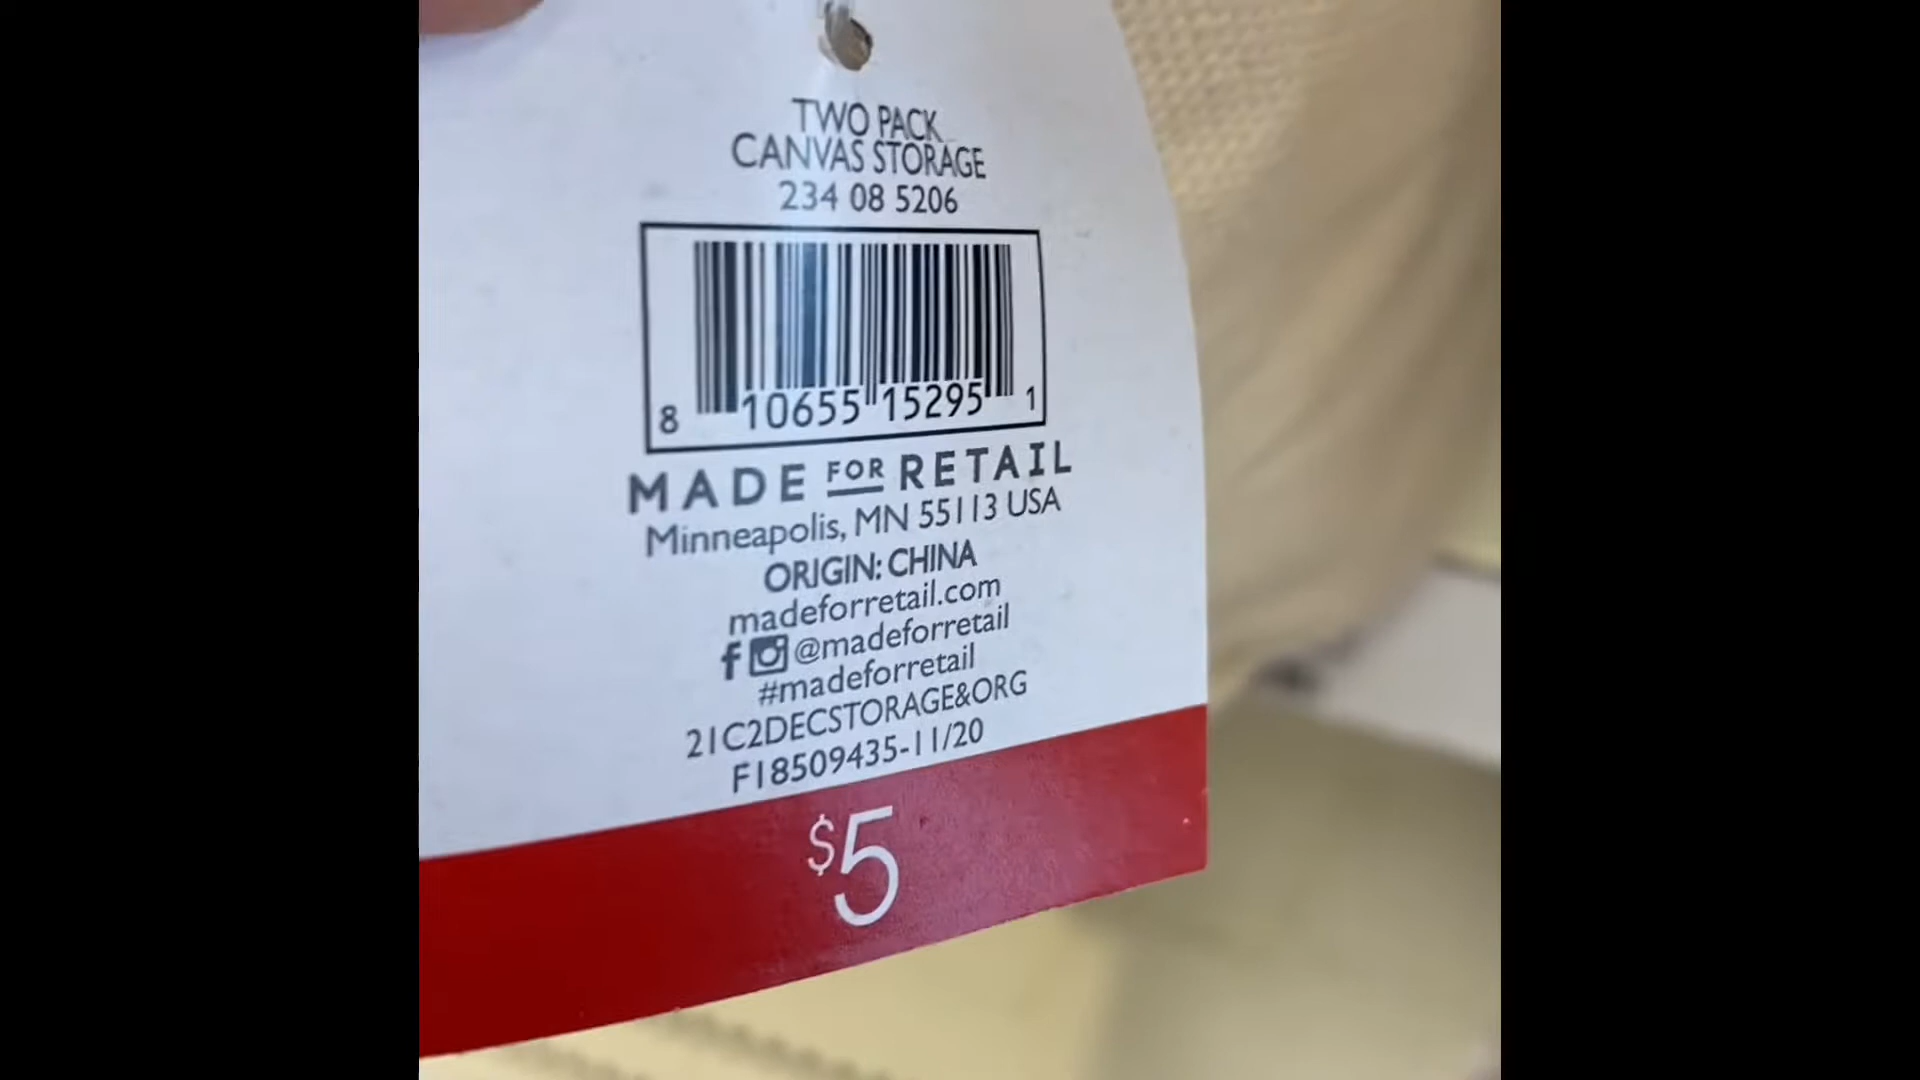 TWO PACK
CANVAS STORAGE
234 08 5206
8 10655 15295 1
MADE FOR RETAIL
Minneapolis, MN 55113 USA
ORIGIN: CHINA
madeforretail.com
f @madeforretail
#madeforretail
21C2DECSTORAGE&ORG
F18509435-11/20
$5